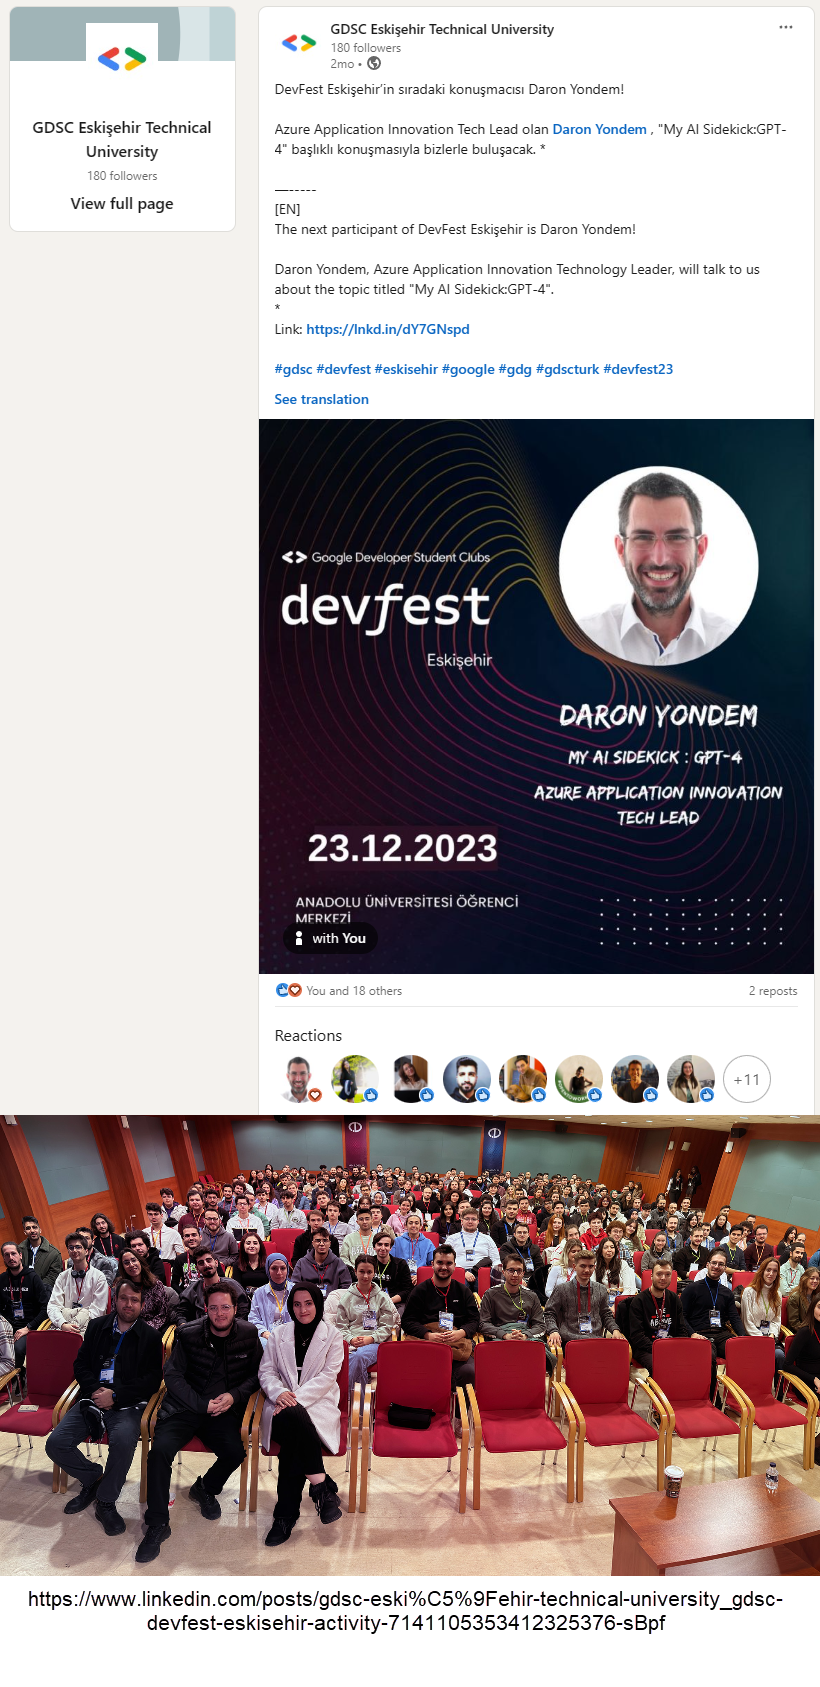 GDSC Eskişehir Technical
University
180 followers
View full page
GDSC Eskişehir Technical University
180 followers
2mo •
DevFest Eskişehir'in sıradaki konuşmacısı Daron Yondem!
Azure Application Innovation Tech Lead olan Daron Yondem , "My AI Sidekick:GPT-
4" başlıklı konuşmasıyla bizlerle buluşacak. *
—-----
[EN]
The next participant of DevFest Eskişehir is Daron Yondem!
Daron Yondem, Azure Application Innovation Technology Leader, will talk to us
about the topic titled "My AI Sidekick:GPT-4".
*
Link: https://lnkd.in/dY7GNspd
#gdsc #devfest #eskisehir #google #gdg #gdscturk #devfest23
See translation
<> Google Developer Student Clubs
devfest
Eskişehir
DARON YONDEM
MY AI SIDEKICK : GPT-4
AZURE APPLICATION INNOVATION
TECH LEAD
23.12.2023
ANADOLU ÜNİVERSİTESİ ÖĞRENCİ
MERKEZİ
with You
You and 18 others
2 reposts
Reactions
+11
https://www.linkedin.com/posts/gdsc-eski%C5%9Fehir-technical-university_gdsc-
devfest-eskisehir-activity-7141105353412325376-sBpf